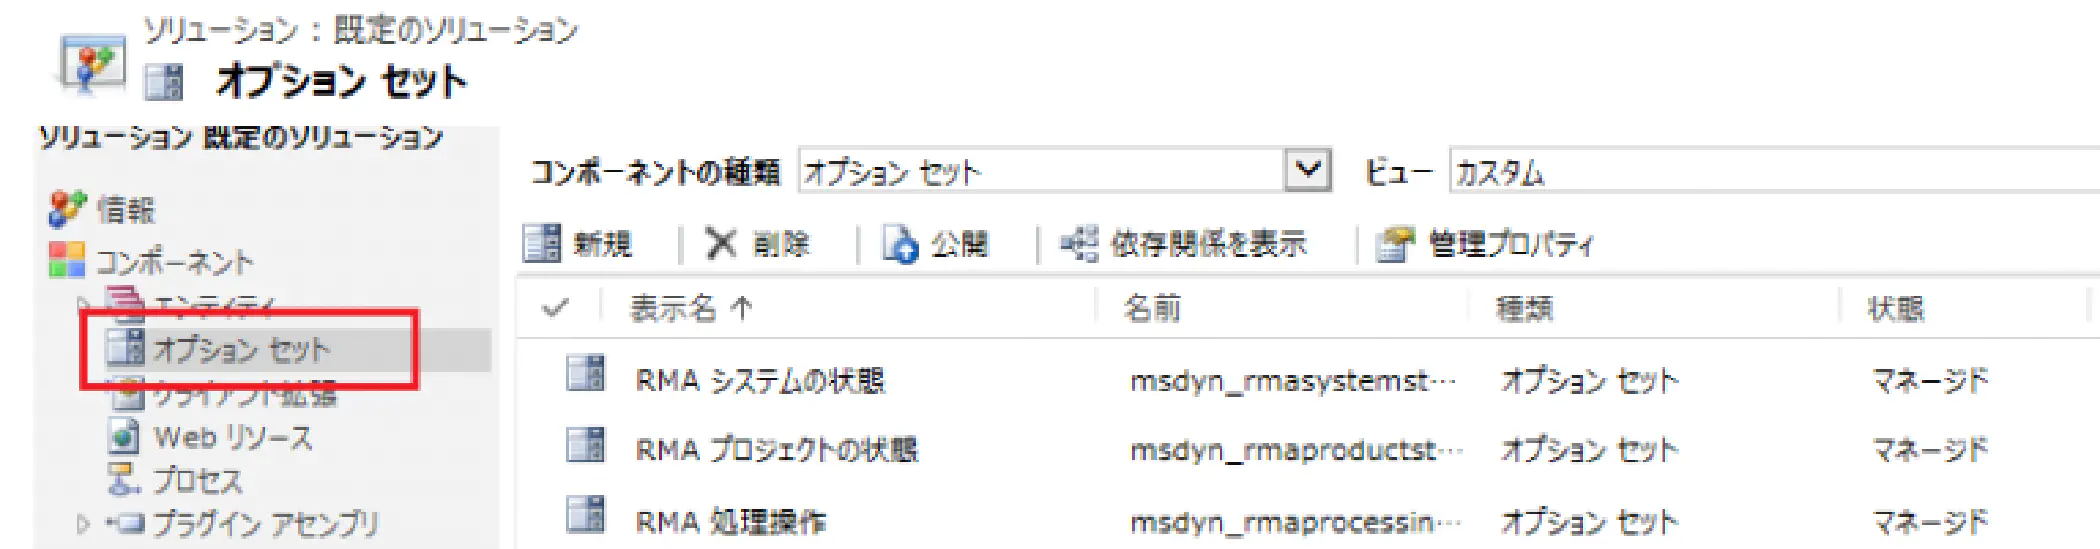 ソリューション : 既定のソリューション
オプション セット
ソリューション 既定のソリューション
情報
コンポーネント
エンティティ
オプション セット
クライアント拡張
Web リソース
プロセス
プラグイン アセンブリ
コンポーネントの種類 オプション セット ビュー カスタム
新規 削除 公開 依存関係を表示 管理プロパティ
表示名 ↑ 名前 種類 状態
RMA システムの状態 msdyn_rmasystemst... オプション セット マネージド
RMA プロジェクトの状態 msdyn_rmaproductst... オプション セット マネージド
RMA 処理操作 msdyn_rmaprocessin... オプション セット マネージド